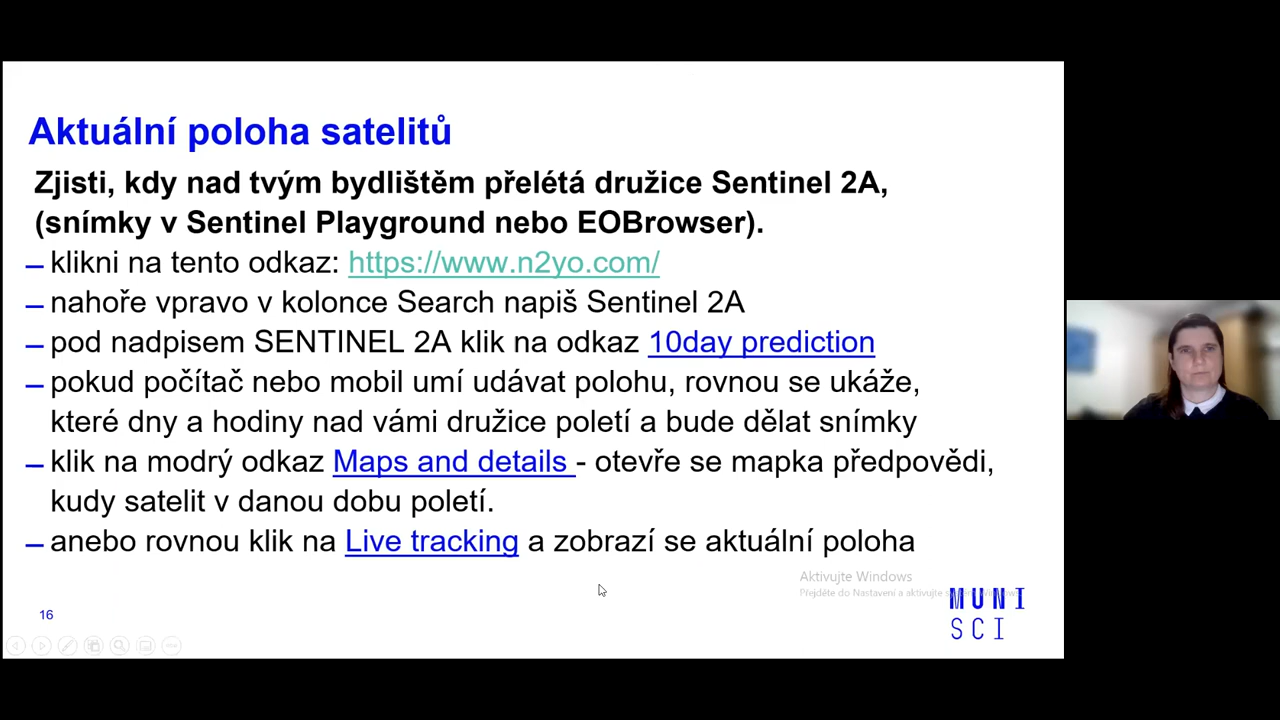 Aktuální poloha satelitů
Zjisti, kdy nad tvým bydlištěm přelétá družice Sentinel 2A,
(snímky v Sentinel Playground nebo EOBrowser).
– klikni na tento odkaz: https://www.n2yo.com/
– nahoře vpravo v kolonce Search napiš Sentinel 2A
– pod nadpisem SENTINEL 2A klik na odkaz 10day prediction
– pokud počítač nebo mobil umí udávat polohu, rovnou se ukáže,
které dny a hodiny nad vámi družice poletí a bude dělat snímky
– klik na modrý odkaz Maps and details - otevře se mapka předpovědi,
kudy satelit v danou dobu poletí.
– anebo rovnou klik na Live tracking a zobrazí se aktuální poloha
Aktivujte Windows
Přejděte do Nastavení a aktivujte
16
MUNI
SCI